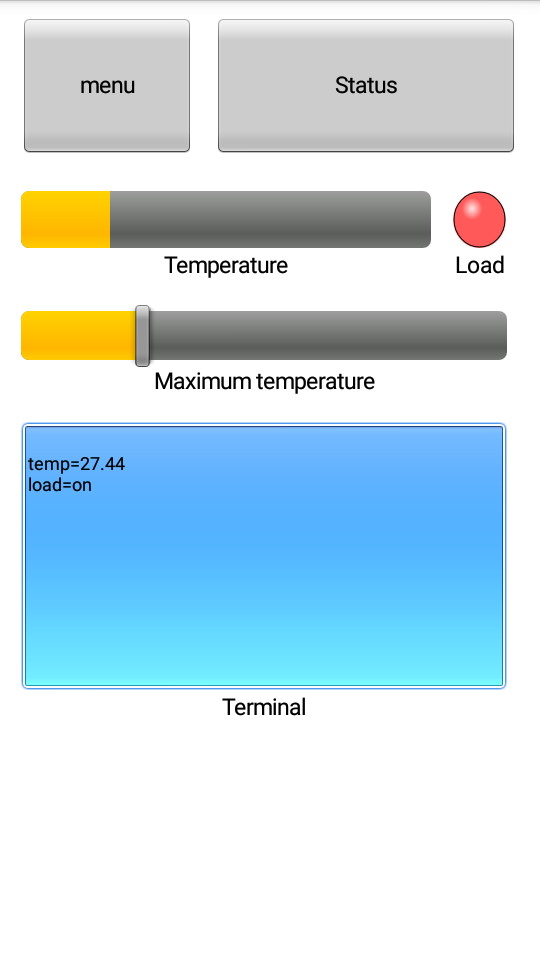 menu
Status
Temperature
Load
Maximum temperature
temp=27.44
load=on
Terminal